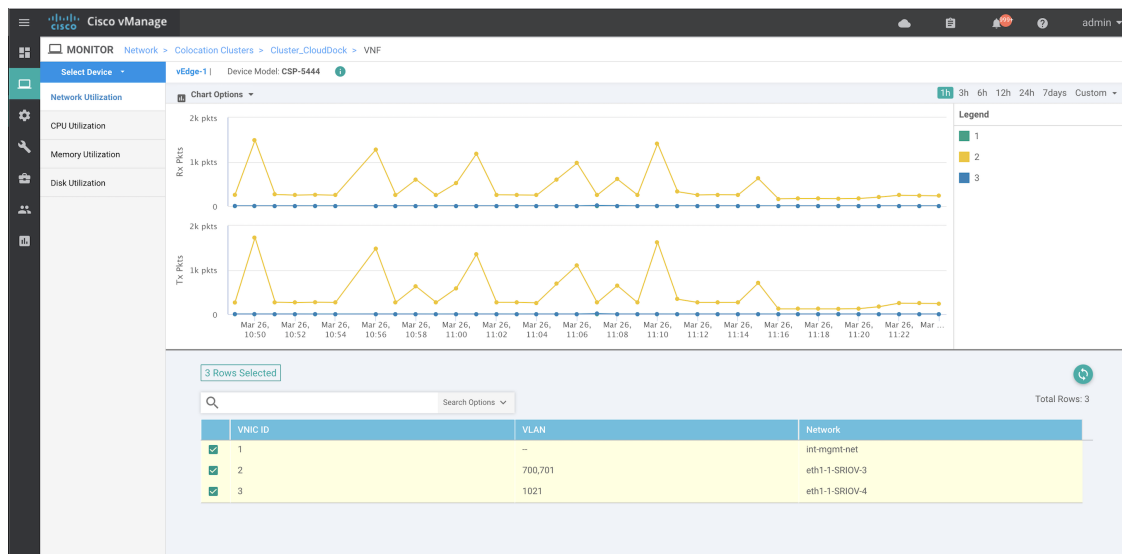 cisco Cisco vManage
999+
admin
MONITOR Network > Colocation Clusters > Cluster_CloudDock > VNF
Select Device
vEdge-1 | Device Model: CSP-5444
Network Utilization
CPU Utilization
Memory Utilization
Disk Utilization
Chart Options
1h 3h 6h 12h 24h 7days Custom
Legend
1
2
3
2k pkts
1k pkts
0
Rx Pkts
2k pkts
1k pkts
0
Tx Pkts
Mar 26, Mar 26, Mar 26, Mar 26, Mar 26, Mar 26, Mar 26, Mar 26, Mar 26, Mar 26, Mar 26, Mar 26, Mar 26, Mar 26, Mar 26, Mar 26, Mar 26, Mar ...
10:50 10:52 10:54 10:56 10:58 11:00 11:02 11:04 11:06 11:08 11:10 11:12 11:14 11:16 11:18 11:20 11:22
3 Rows Selected
Search Options
Total Rows: 3
VNIC ID VLAN Network
1 -- int-mgmt-net
2 700,701 eth1-1-SRIOV-3
3 1021 eth1-1-SRIOV-4